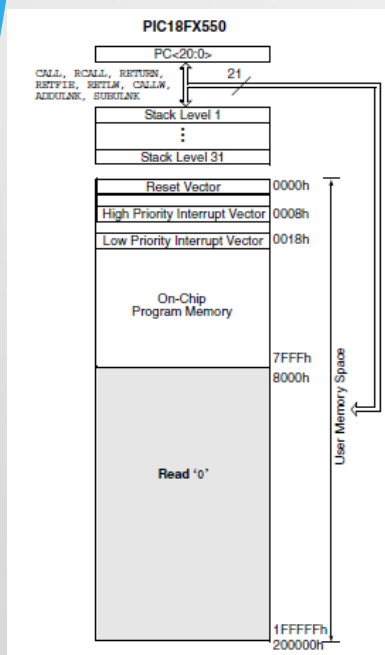 PIC18FX550
PC<20:0>
CALL, RCALL, RETURN,
RETFIE, RETLW, CALLW,
ADDULNK, SUBULNK
21
Stack Level 1
⋮
Stack Level 31
Reset Vector
0000h
High Priority Interrupt Vector
0008h
Low Priority Interrupt Vector
0018h
On-Chip
Program Memory
7FFFh
8000h
User Memory Space
Read ‘0’
1FFFFFh
200000h